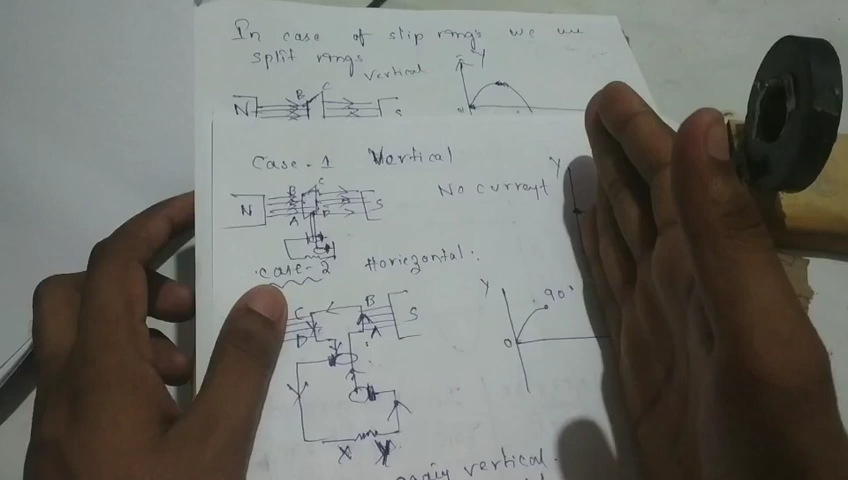 In case of slip rings we use
split rings
Vertical
Y
B C
N S
O
Case - 1 Vertical
Y
B C
N S
No current
A D
Case - 2 Horizontal:
Y
90°
C B
S
D A
O
X Y
vertical.